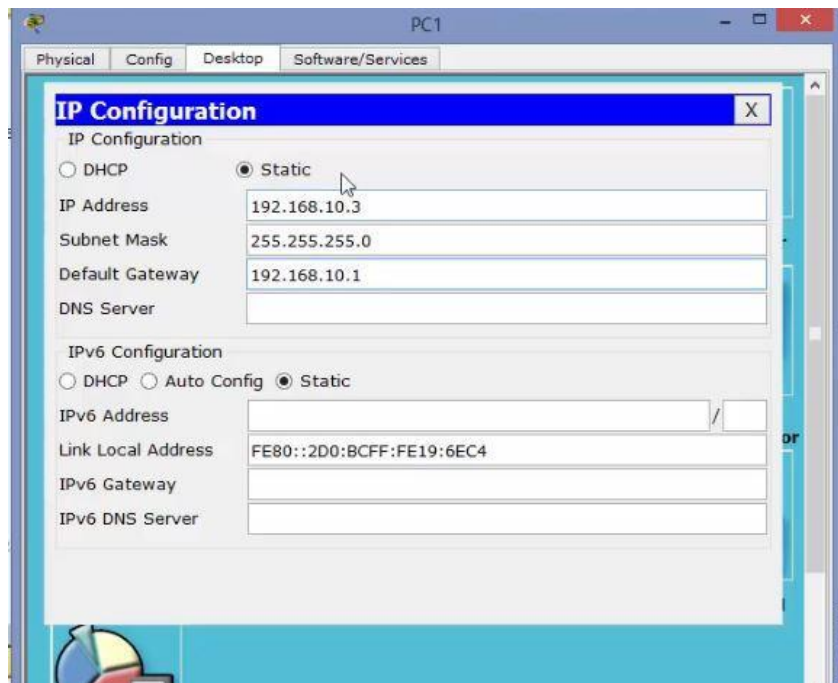 PC1
Physical Config Desktop Software/Services
IP Configuration X
IP Configuration
DHCP Static
IP Address 192.168.10.3
Subnet Mask 255.255.255.0
Default Gateway 192.168.10.1
DNS Server
IPv6 Configuration
DHCP Auto Config Static
IPv6 Address /
Link Local Address FE80::2D0:BCFF:FE19:6EC4
IPv6 Gateway
IPv6 DNS Server
or